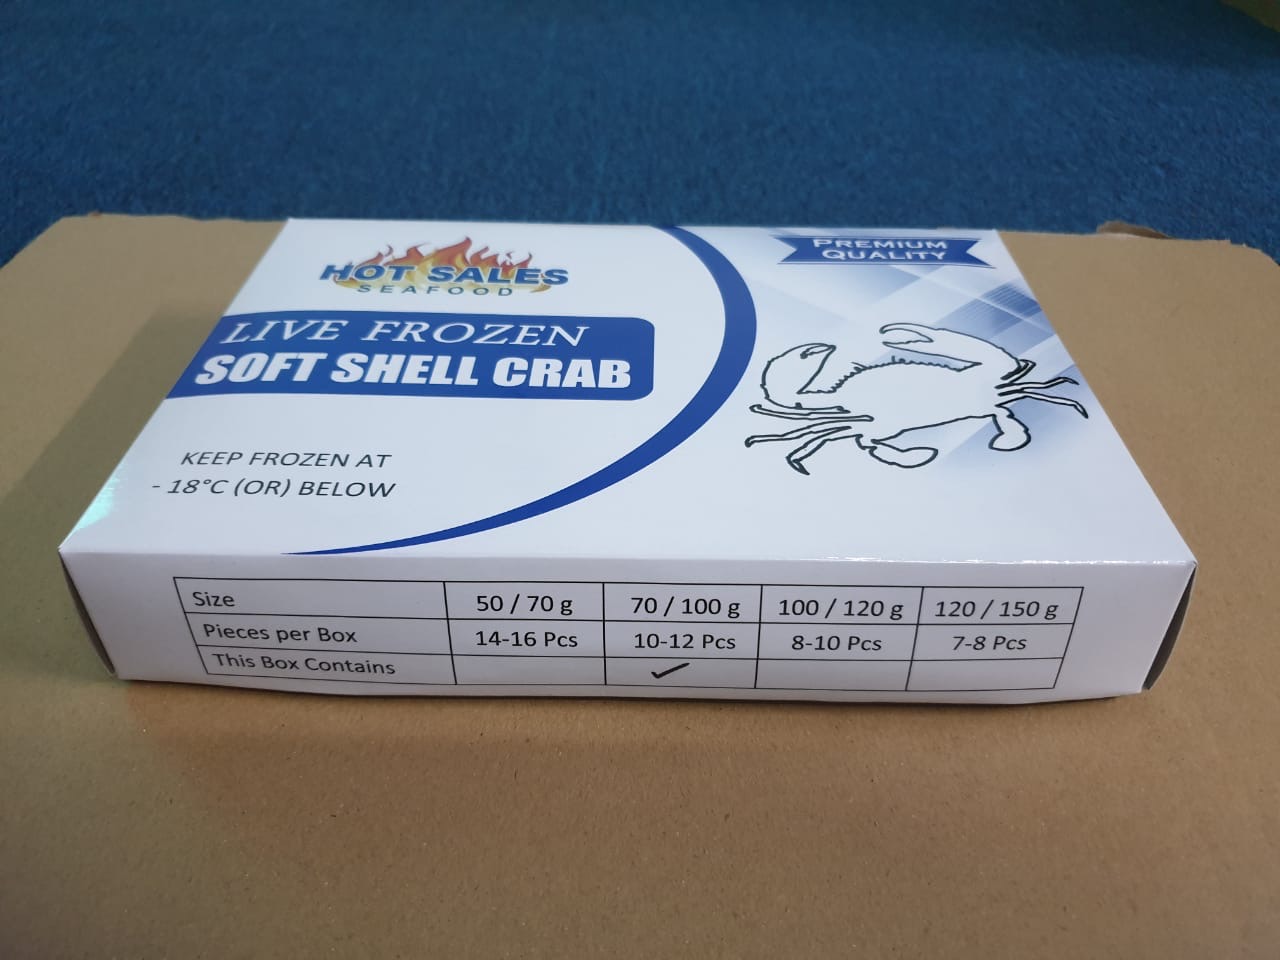 HOT SALES
SEAFOOD
PREMIUM
QUALITY
LIVE FROZEN
SOFT SHELL CRAB
KEEP FROZEN AT
- 18°C (OR) BELOW
Size 50 / 70 g 70 / 100 g 100 / 120 g 120 / 150 g
Pieces per Box 14-16 Pcs 10-12 Pcs 8-10 Pcs 7-8 Pcs
This Box Contains ✓